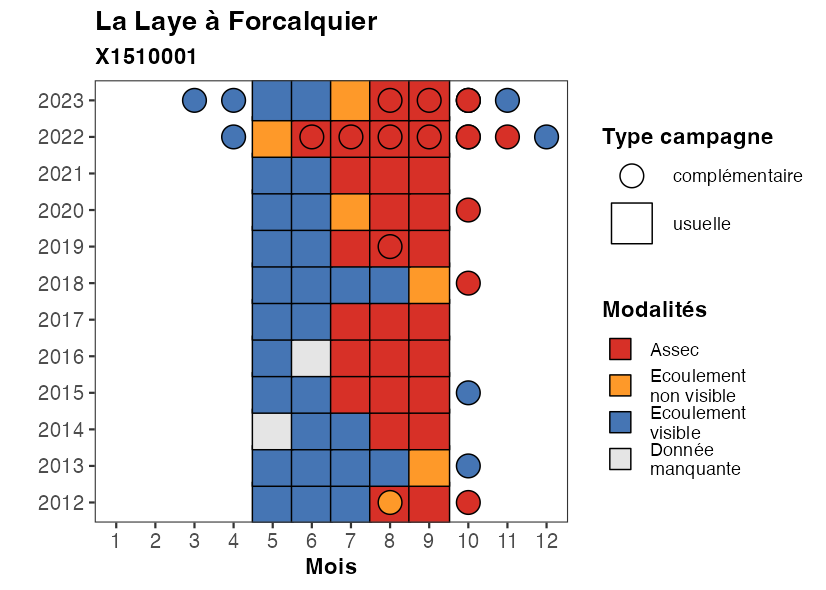 La Laye à Forcalquier
X1510001
2023
2022
2021
2020
2019
2018
2017
2016
2015
2014
2013
2012
1 2 3 4 5 6 7 8 9 10 11 12
Mois
Type campagne
complémentaire
usuelle
Modalités
Assec
Ecoulement
non visible
Ecoulement
visible
Donnée
manquante